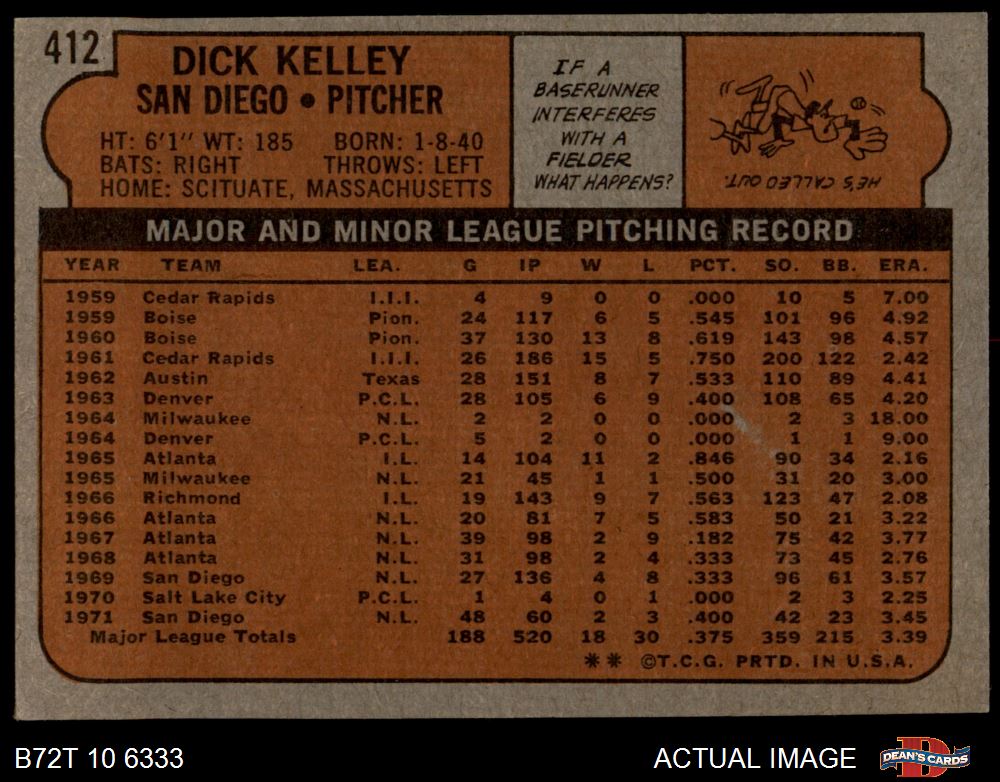 412
DICK KELLEY
SAN DIEGO • PITCHER
HT: 6'1" WT: 185 BORN: 1-8-40
BATS: RIGHT THROWS: LEFT
HOME: SCITUATE, MASSACHUSETTS
IF A
BASERUNNER
INTERFERES
WITH A
FIELDER
WHAT HAPPENS?
HE'S CALLED OUT.
MAJOR AND MINOR LEAGUE PITCHING RECORD
YEAR TEAM LEA. G IP W L PCT. SO. BB. ERA.
1959 Cedar Rapids I.I.I. 4 9 0 0 .000 10 5 7.00
1959 Boise Pion. 24 117 6 5 .545 101 96 4.92
1960 Boise Pion. 37 130 13 8 .619 143 98 4.57
1961 Cedar Rapids I.I.I. 26 186 15 5 .750 200 122 2.42
1962 Austin Texas 28 151 8 7 .533 110 89 4.41
1963 Denver P.C.L. 28 105 6 9 .400 108 65 4.20
1964 Milwaukee N.L. 2 2 0 0 .000 2 3 18.00
1964 Denver P.C.L. 5 2 0 0 .000 1 1 9.00
1965 Atlanta I.L. 14 104 11 2 .846 90 34 2.16
1965 Milwaukee N.L. 21 45 1 1 .500 31 20 3.00
1966 Richmond I.L. 19 143 9 7 .563 123 47 2.08
1966 Atlanta N.L. 20 81 7 5 .583 50 21 3.22
1967 Atlanta N.L. 39 98 2 9 .182 75 42 3.77
1968 Atlanta N.L. 31 98 2 4 .333 73 45 2.76
1969 San Diego N.L. 27 136 4 8 .333 96 61 3.57
1970 Salt Lake City P.C.L. 1 4 0 1 .000 2 3 2.25
1971 San Diego N.L. 48 60 2 3 .400 42 23 3.45
Major League Totals 188 520 18 30 .375 359 215 3.39
** ©T.C.G. PRTD. IN U.S.A.
B72T 10 6333
ACTUAL IMAGE
DEAN'S CARDS